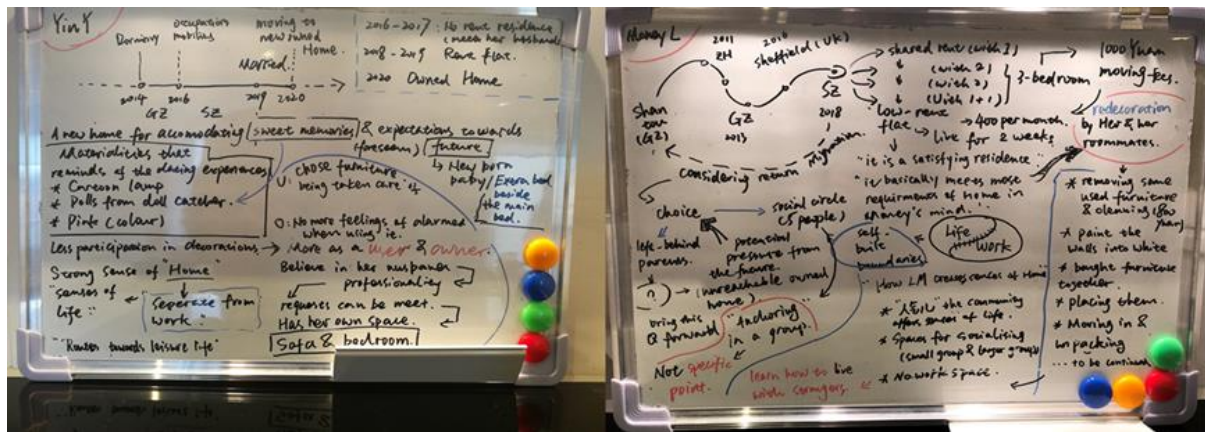 Yin Y
Dormitory
occupation
mobilities
moving to
new owned
Home.
Married
2014
2016
2019
2020
GZ
SZ
2016-2017: No rent residence
(meet her husband)
2018-2019 Rent flat.
2020 Owned Home
A new home for accomodating sweet memories & expectations towards
(foreseen) future
Materialities that
reminds of the dating experiences
* Cartoon lamp
* Dolls from doll catcher.
* Pink (colour)
U: chose furniture
being taken care of
O: No more feelings of alarmed
when using ie.
New born
baby/Extra bed
beside
the main
bed.
Less participation in decorations → More as a user & owner.
Strong sense of "Home"
"senses of
life"
"seperate from
work."
Believe in her husband
professionality
requests can be meet.
Has her own space.
Sofa & bedroom.
"Routes towards leisure life"
Money L
2011
ZH
2016
Sheffield (UK)
GZ
2013
SZ
2018
(GZ)
migration
considering return
shared rent (with 3)
(with 2)
(with 2)
(with 1+1)
3-bedroom
1000 Yuan
moving-fees.
low-rent
flat
→ 400 per month.
Live for 2 weeks
redecoration
by Her & her
roommates.
"it is a satisfying residence"
"it basically meets most
requirments of home in
money's mind."
choice
social circle
(5 people)
left-behind
parents.
potential
pressure from
the future.
(unreachable owned
home)
self
built
boundaries
Life
Work
bring this
Q forward
"Anchoring
in a group."
Not specific
point.
learn how to live
with strangers
How LM creates senses of Home
the community
offers senses of life.
* Spaces for socialising
(small group & larger group)
* No work space.
* removing some
used furniture
& cleaning (800
yuan)
* paint the
walls into white
* bought furniture
together.
* placing them.
* Moving in &
unpacking
... to be continued